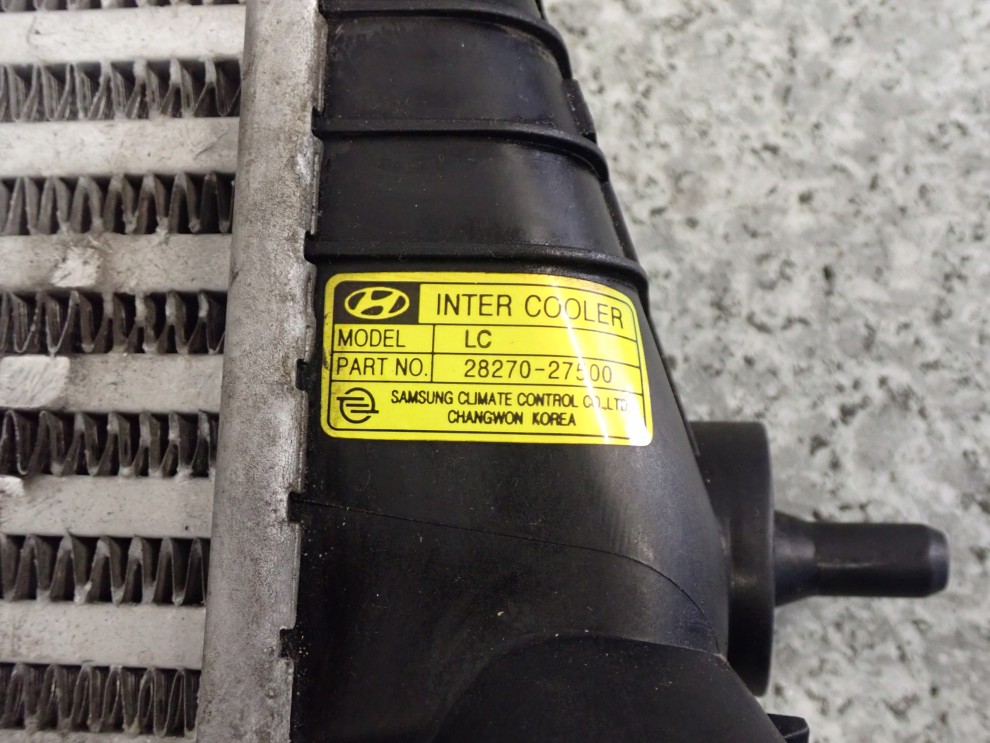 INTER COOLER
MODEL LC
PART NO. 28270-27500
SAMSUNG CLIMATE CONTROL CO.,LTD
CHANGWON KOREA